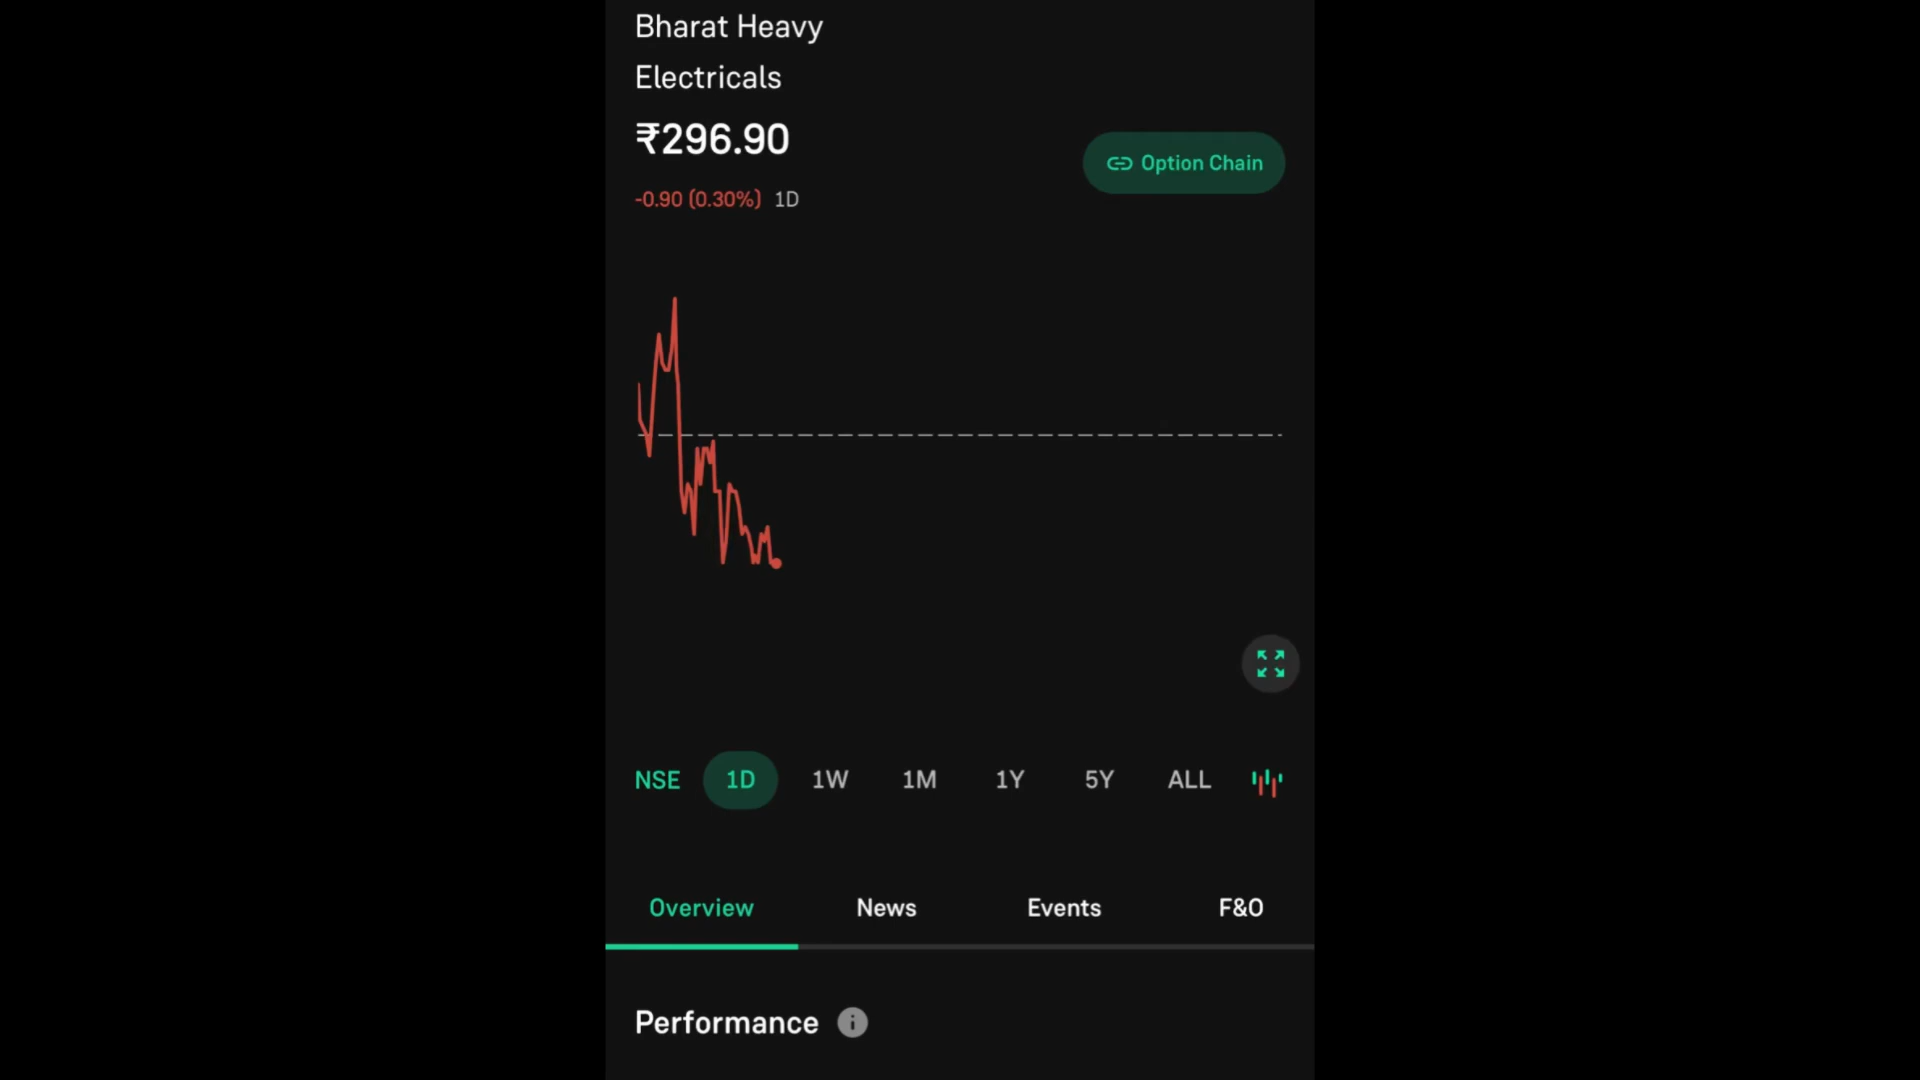 Bharat Heavy
Electricals
₹296.90
Option Chain
-0.90 (0.30%) 1D
NSE 1D 1W 1M 1Y 5Y ALL
Overview News Events F&O
Performance